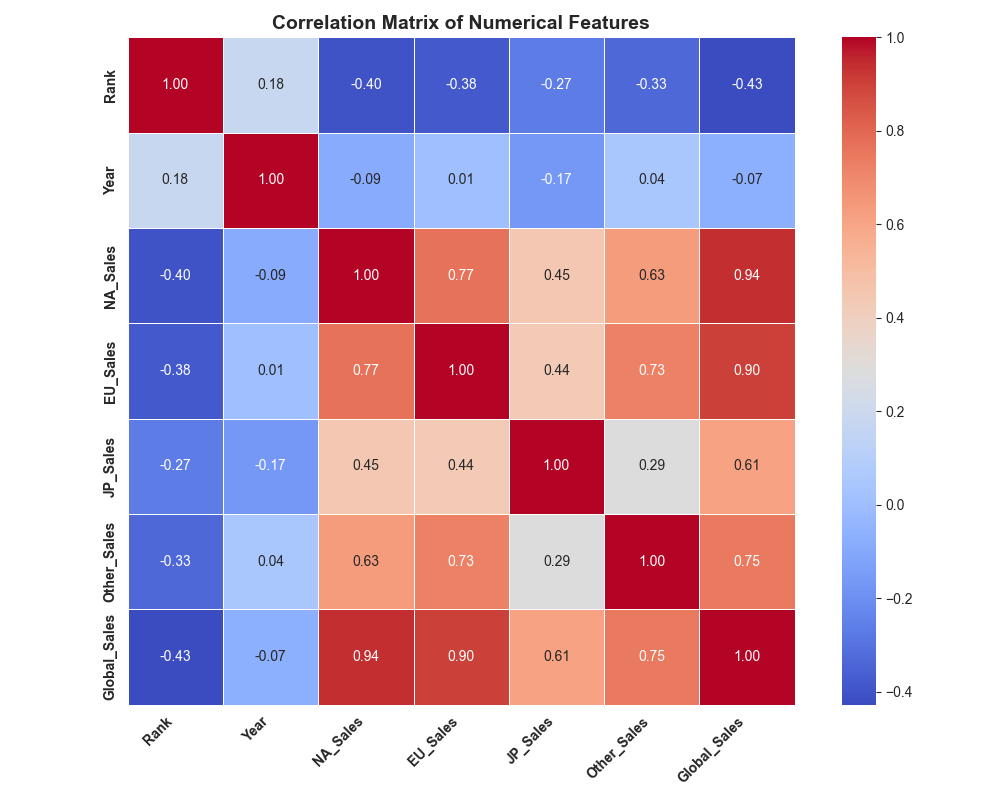 Correlation Matrix of Numerical Features
Rank 1.00 0.18 -0.40 -0.38 -0.27 -0.33 -0.43
Year 0.18 1.00 -0.09 0.01 -0.17 0.04 -0.07
NA_Sales -0.40 -0.09 1.00 0.77 0.45 0.63 0.94
EU_Sales -0.38 0.01 0.77 1.00 0.44 0.73 0.90
JP_Sales -0.27 -0.17 0.45 0.44 1.00 0.29 0.61
Other_Sales -0.33 0.04 0.63 0.73 0.29 1.00 0.75
Global_Sales -0.43 -0.07 0.94 0.90 0.61 0.75 1.00
Rank Year NA_Sales EU_Sales JP_Sales Other_Sales Global_Sales
1.0
0.8
0.6
0.4
0.2
0.0
−0.2
−0.4